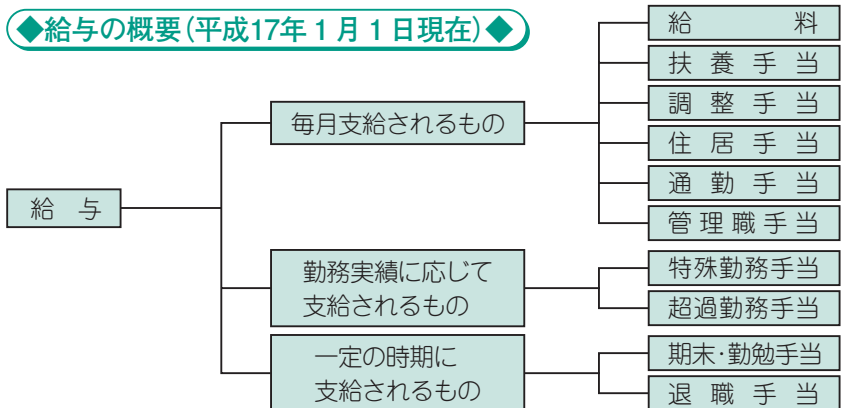 ◆給与の概要(平成17年1月1日現在)◆
給料
扶養手当
調整手当
毎月支給されるもの
住居手当
通勤手当
給与
管理職手当
勤務実績に応じて
支給されるもの
特殊勤務手当
超過勤務手当
一定の時期に
支給されるもの
期末・勤勉手当
退職手当